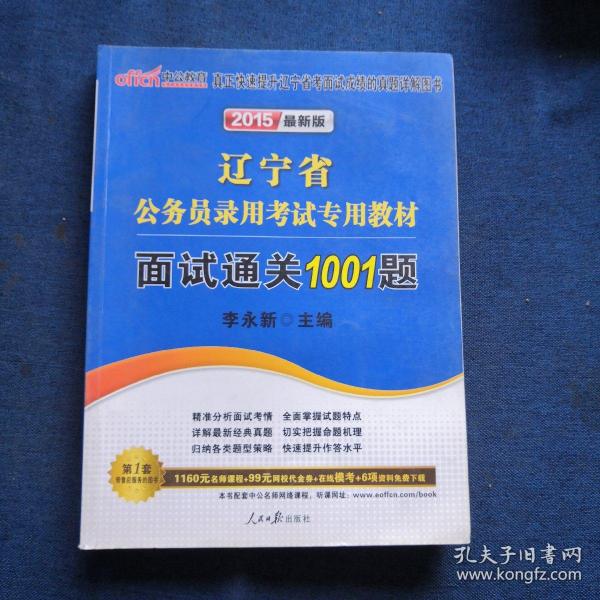 offcn中公教育 真正快速提升辽宁省考面试成绩的真题详解图书
2015 最新版
辽宁省
公务员录用考试专用教材
面试通关1001题
李永新◎主编
精准分析面试考情 全面掌握试题特点
详解最新经典真题 切实把握命题机理
归纳各类题型策略 快速提升作答水平
第1套
带售后服务的图书
1160元名师课程+99元网校代金券+在线模考+6项资料免费下载
本书配套中公名师网络课程,听课网址:www.eoffcn.com/book
人民日报出版社
孔夫子旧书网
www.kongfz.com